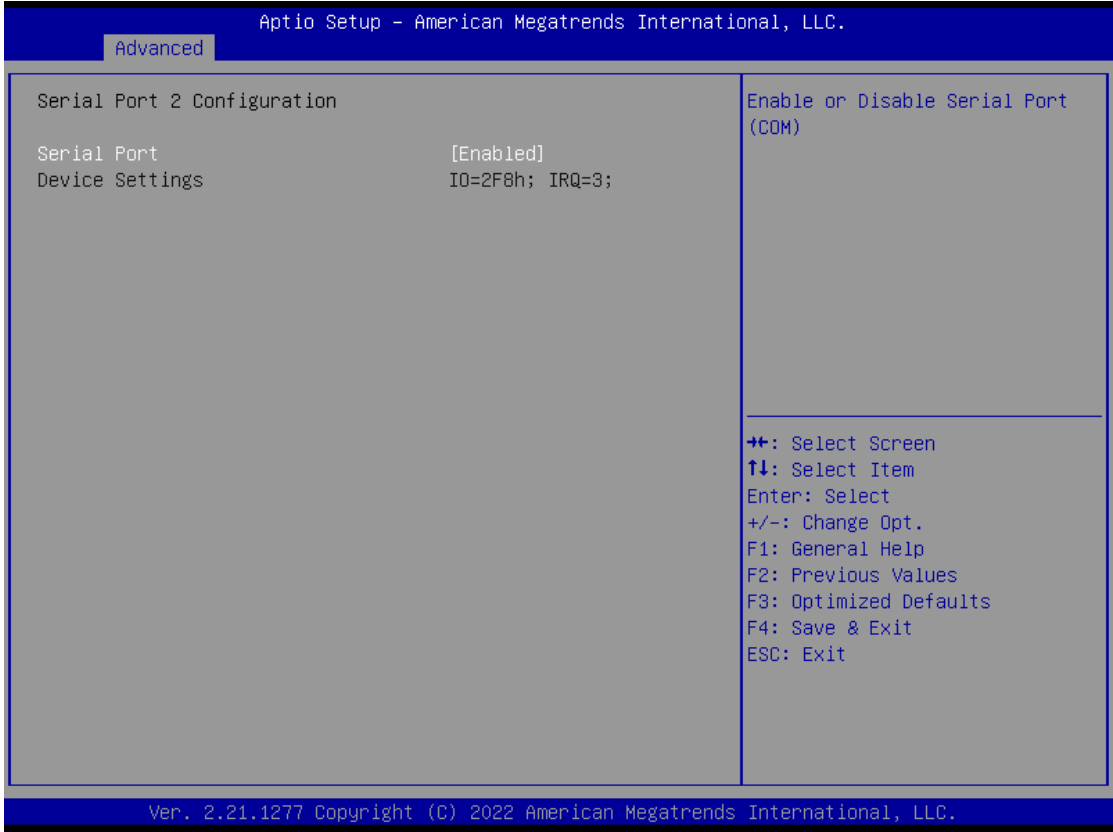 Aptio Setup – American Megatrends International, LLC.
Advanced
Serial Port 2 Configuration
Serial Port [Enabled]
Device Settings IO=2F8h; IRQ=3;
Enable or Disable Serial Port
(COM)
→←: Select Screen
↑↓: Select Item
Enter: Select
+/-: Change Opt.
F1: General Help
F2: Previous Values
F3: Optimized Defaults
F4: Save & Exit
ESC: Exit
Ver. 2.21.1277 Copyright (C) 2022 American Megatrends International, LLC.